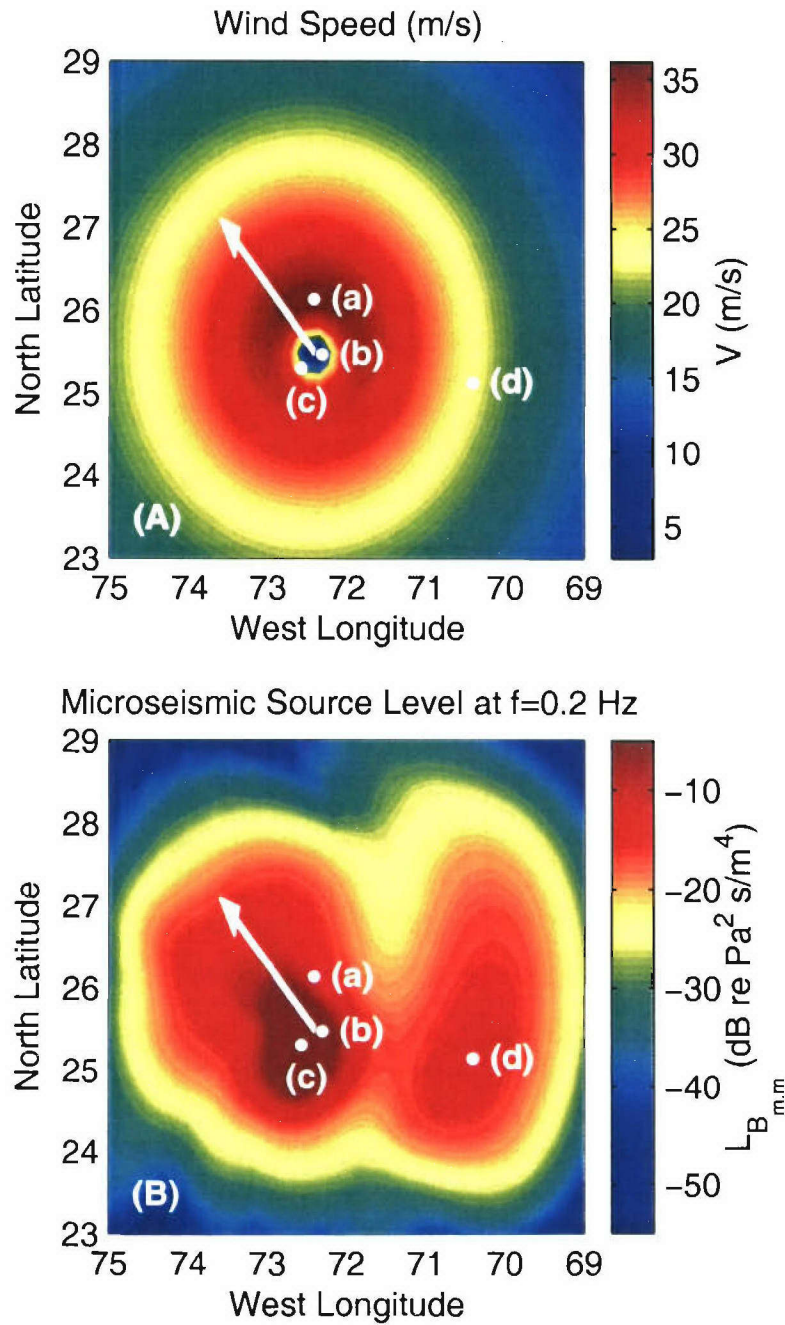 Wind Speed (m/s)
29
28
27
26
25
24
23
North Latitude
(a)
(b)
(c)
(d)
(A)
75 74 73 72 71 70 69
West Longitude
35
30
25
20
15
10
5
V (m/s)
Microseismic Source Level at f=0.2 Hz
29
28
27
26
25
24
23
North Latitude
(a)
(b)
(c)
(d)
(B)
75 74 73 72 71 70 69
West Longitude
−10
−20
−30
−40
−50
L_{B_{m,m}} (dB re Pa² s/m⁴)